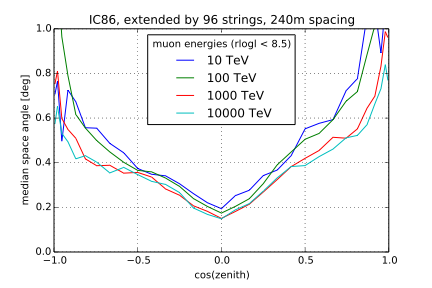 IC86, extended by 96 strings, 240m spacing
1.0
0.8
0.6
0.4
0.2
0.0
median space angle [deg]
muon energies (rlogl < 8.5)
10 TeV
100 TeV
1000 TeV
10000 TeV
−1.0 −0.5 0.0 0.5 1.0
cos(zenith)